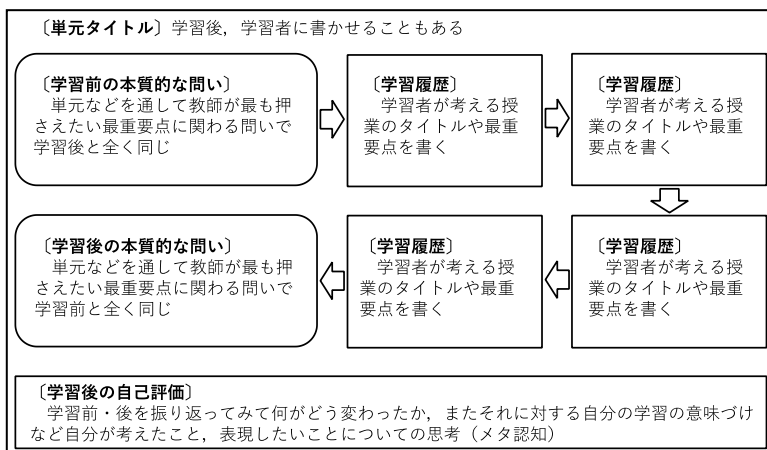 〔単元タイトル〕学習後，学習者に書かせることもある
〔学習前の本質的な問い〕
単元などを通して教師が最も押
さえたい最重要点に関わる問いで
学習後と全く同じ
〔学習履歴〕
学習者が考える授
業のタイトルや最重
要点を書く
〔学習履歴〕
学習者が考える授
業のタイトルや最重
要点を書く
〔学習後の本質的な問い〕
単元などを通して教師が最も押
さえたい最重要点に関わる問いで
学習前と全く同じ
〔学習履歴〕
学習者が考える授
業のタイトルや最重
要点を書く
〔学習履歴〕
学習者が考える授
業のタイトルや最重
要点を書く
〔学習後の自己評価〕
学習前・後を振り返ってみて何がどう変わったか，またそれに対する自分の学習の意味づけ
など自分が考えたこと，表現したいことについての思考（メタ認知）